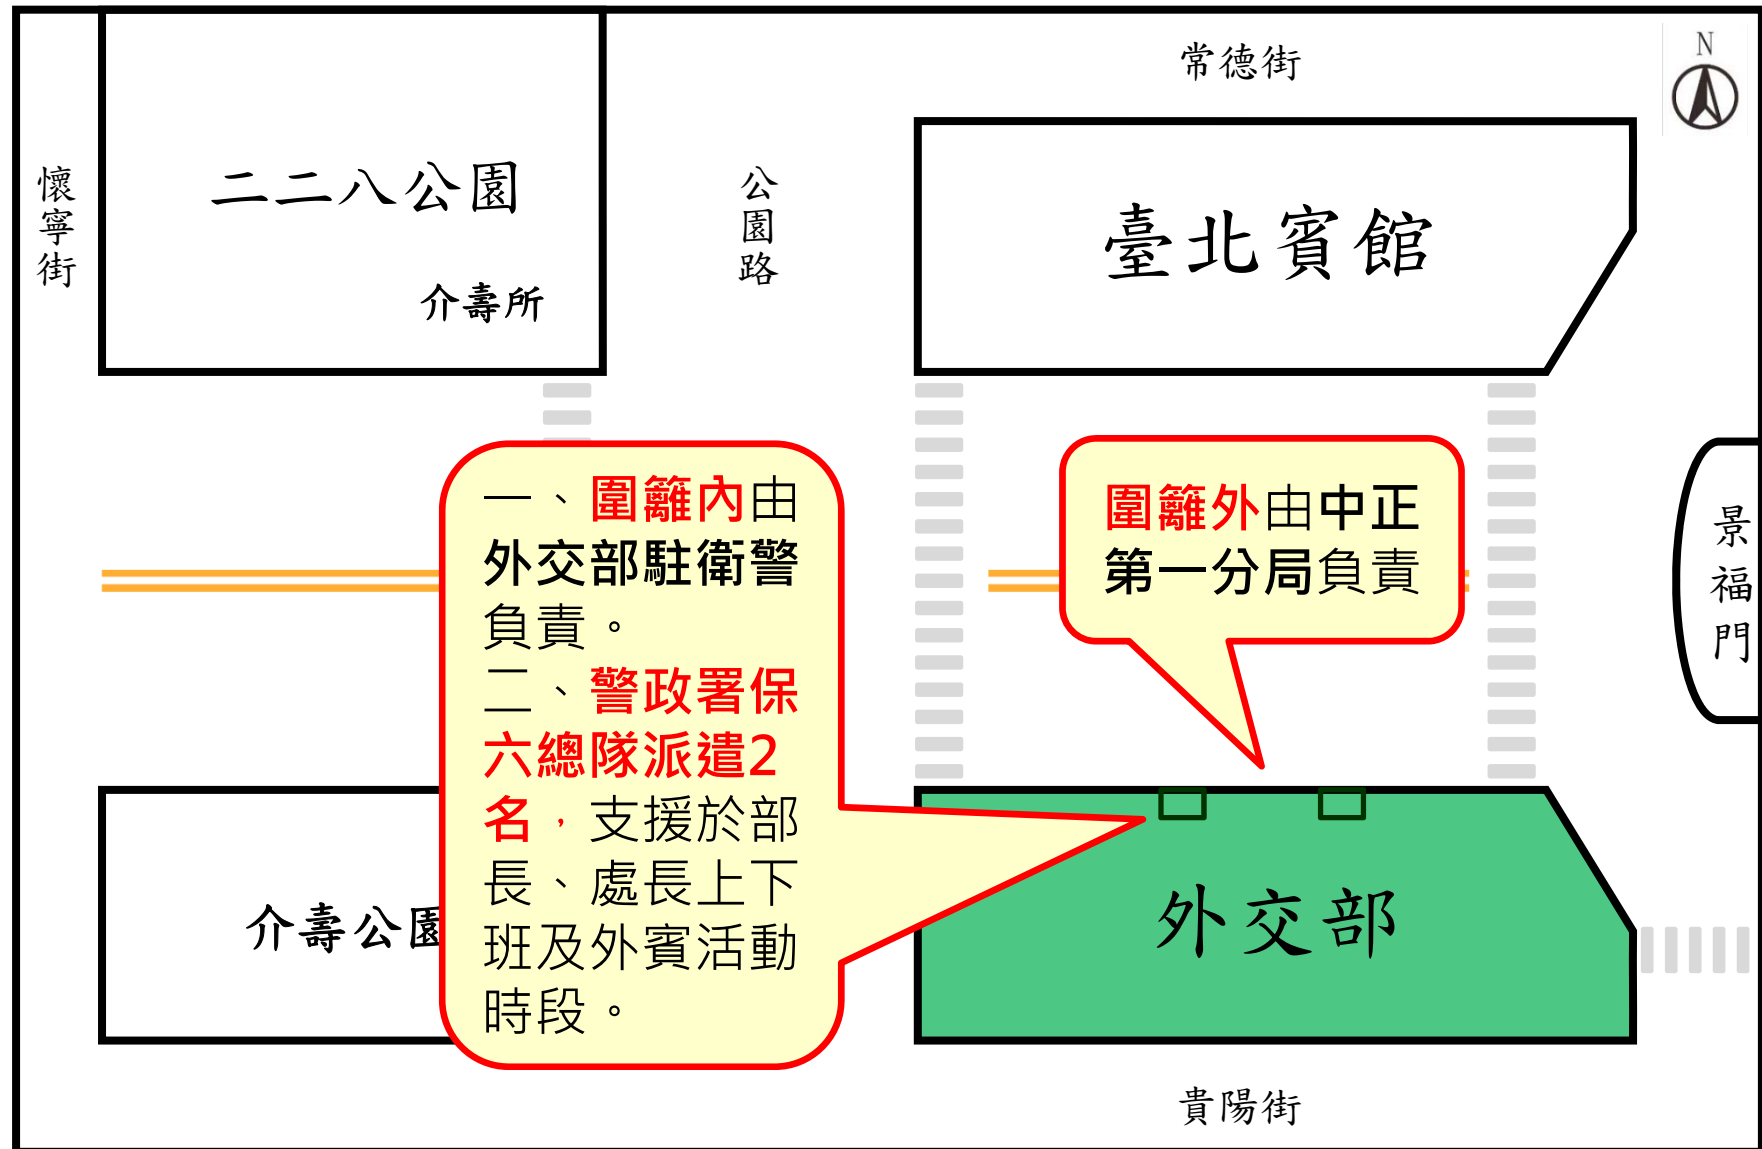 N
常德街
二二八公園
介壽所
懷寧街
公園路
臺北賓館
一、圍籬內由
外交部駐衛警
負責。
二、警政署保
六總隊派遣2
名，支援於部
長、處長上下
班及外賓活動
時段。
圍籬外由中正
第一分局負責
景福門
介壽公園
外交部
貴陽街